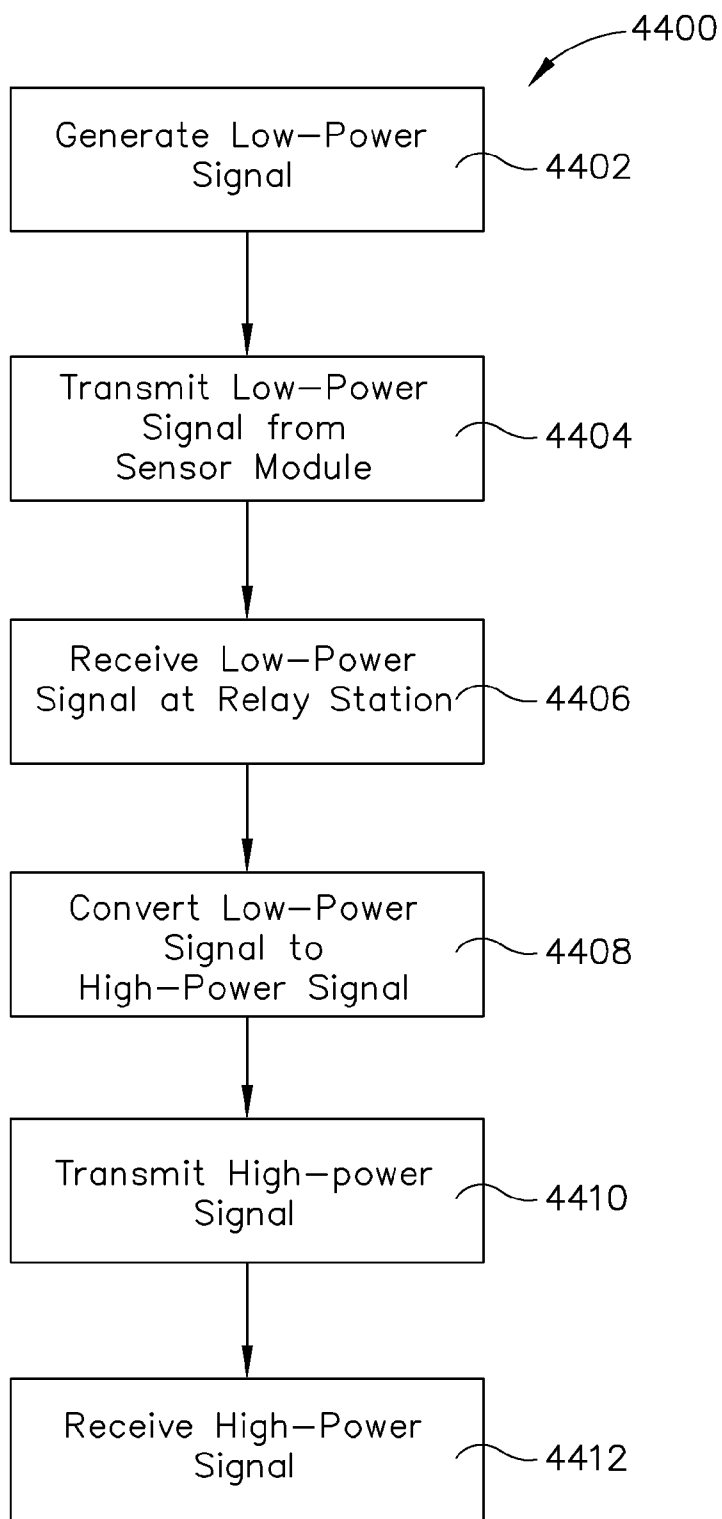 4400
Generate Low-Power
Signal
4402
Transmit Low-Power
Signal from
Sensor Module
4404
Receive Low-Power
Signal at Relay Station
4406
Convert Low-Power
Signal to
High-Power Signal
4408
Transmit High-power
Signal
4410
Receive High-Power
Signal
4412